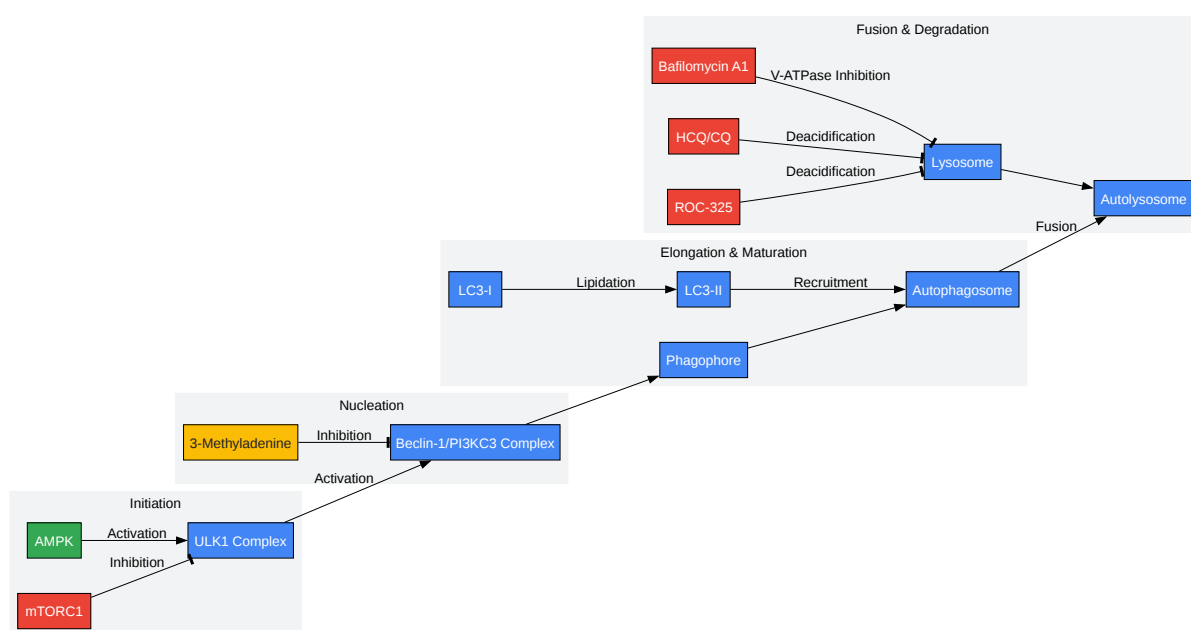 Fusion & Degradation
Bafilomycin A1
V-ATPase Inhibition
HCQ/CQ
Deacidification
Lysosome
Deacidification
ROC-325
Autolysosome
Fusion
Elongation & Maturation
LC3-I
Lipidation
LC3-II
Recruitment
Autophagosome
Phagophore
Nucleation
3-Methyladenine
Inhibition
Beclin-1/PI3KC3 Complex
Activation
Initiation
AMPK
Activation
ULK1 Complex
Inhibition
mTORC1